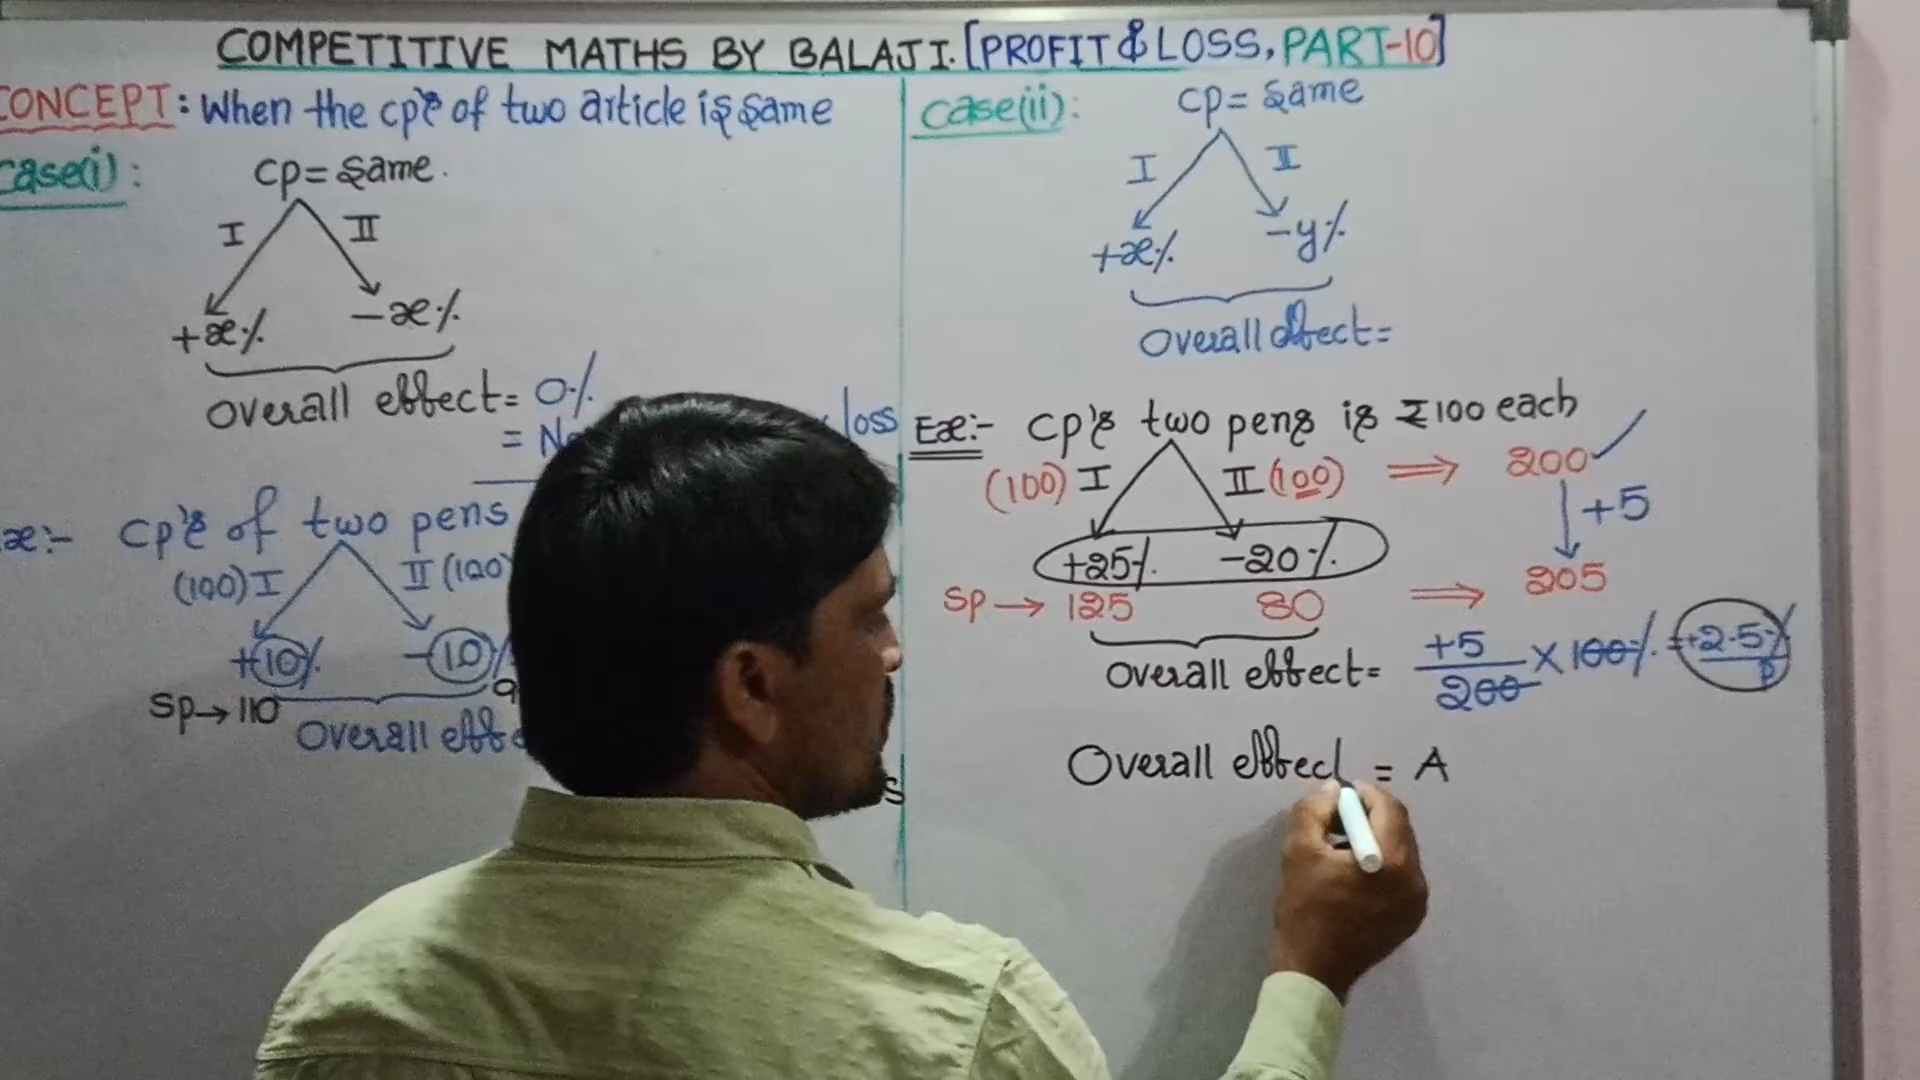 COMPETITIVE MATHS BY BALAJI. [PROFIT & LOSS, PART-10]
CONCEPT: When the cp's of two article is same
case(i):
cp = same.
I II
+x% -x%
Overall effect = 0%
= No loss
Ex:- cp's of two pens
(100) I II (100)
+10% -10%
SP → 110
Overall effe
case(ii):
cp = same
I II
+x% -y%
Overall effect =
Ex:- cp's two pens is ₹100 each
(100) I II (100) ⟹ 200 ✓
+5
+25% -20%
SP → 125 80 ⟹ 205
Overall effect = +5/200 × 100% = +2.5% P
Overall effect = A